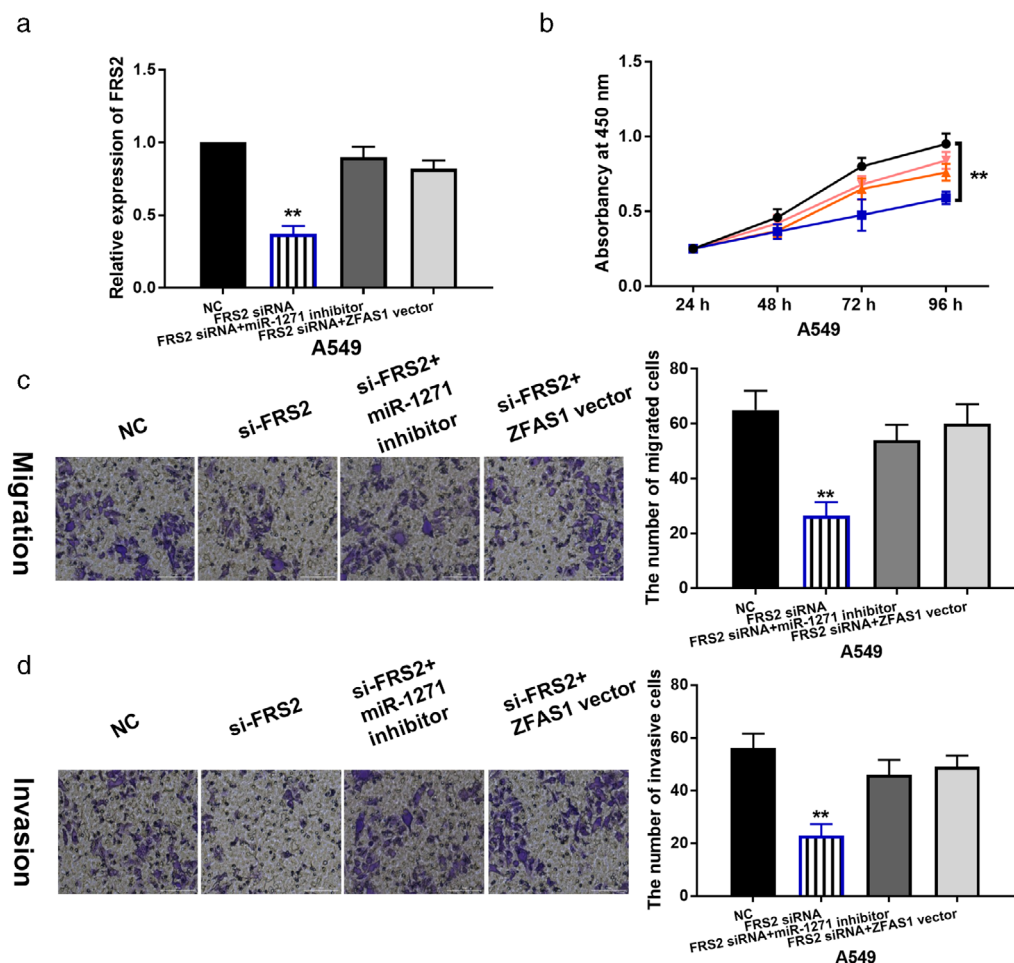 a
Relative expression of FRS2
1.5
1.0
0.5
0.0
**
NC
FRS2 siRNA
FRS2 siRNA+miR-1271 inhibitor
FRS2 siRNA+ZFAS1 vector
A549
b
Absorbancy at 450 nm
1.5
1.0
0.5
0.0
**
24 h 48 h 72 h 96 h
A549
c
Migration
NC
si-FRS2
si-FRS2+
miR-1271
inhibitor
si-FRS2+
ZFAS1 vector
The number of migrated cells
80
60
40
20
0
**
NC
FRS2 siRNA
FRS2 siRNA+miR-1271 inhibitor
FRS2 siRNA+ZFAS1 vector
A549
d
Invasion
NC
si-FRS2
si-FRS2+
miR-1271
inhibitor
si-FRS2+
ZFAS1 vector
The number of invasive cells
80
60
40
20
0
**
NC
FRS2 siRNA
FRS2 siRNA+miR-1271 inhibitor
FRS2 siRNA+ZFAS1 vector
A549